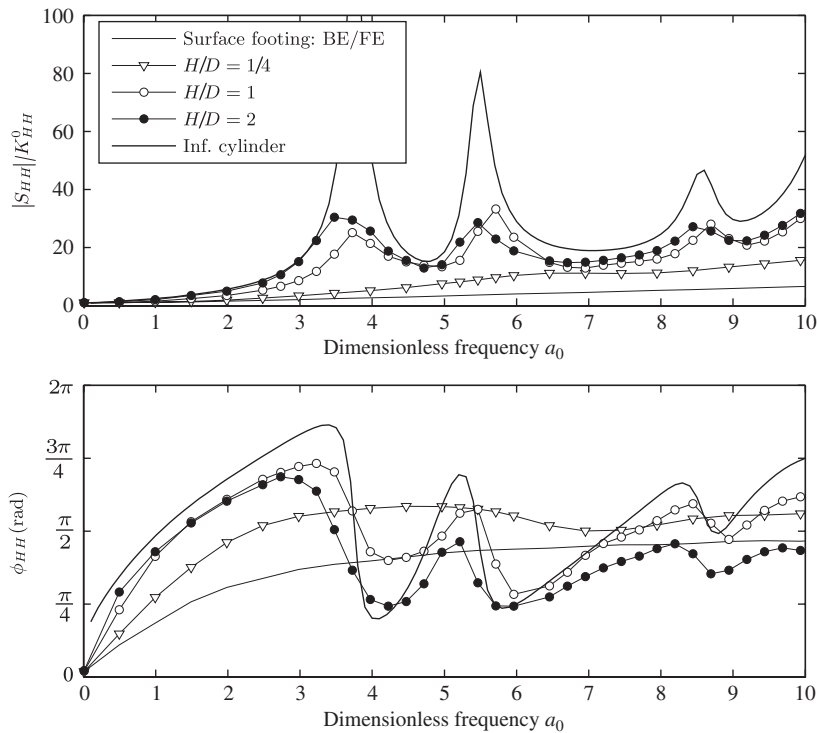 100
80
60
40
20
0
|S_HH|/K^0_HH
Surface footing: BE/FE
H/D = 1/4
H/D = 1
H/D = 2
Inf. cylinder
0 1 2 3 4 5 6 7 8 9 10
Dimensionless frequency a_0
2π
3π/4
π/2
π/4
0
ϕ_HH (rad)
0 1 2 3 4 5 6 7 8 9 10
Dimensionless frequency a_0